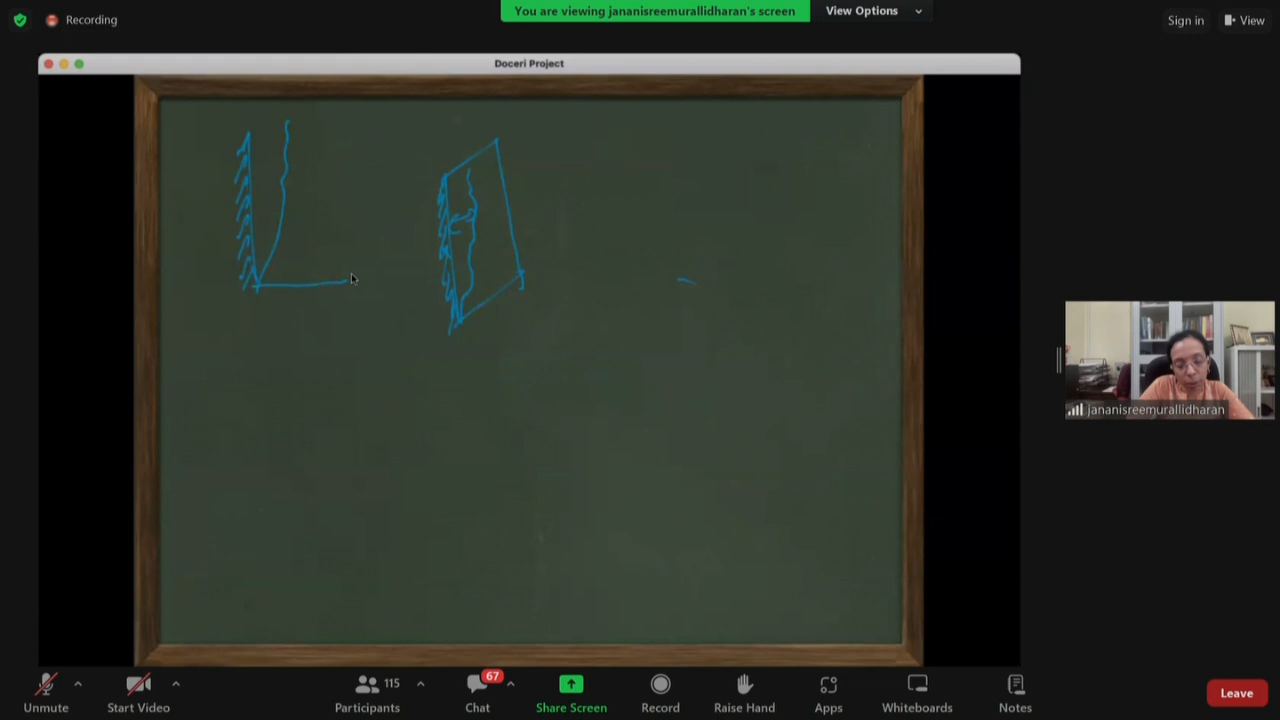 Recording
You are viewing jananisreemurallidharan's screen
View Options
Sign in
View
Doceri Project
jananisreemurallidharan
Unmute
Start Video
115
Participants
67
Chat
Share Screen
Record
Raise Hand
Apps
Whiteboards
Notes
Leave